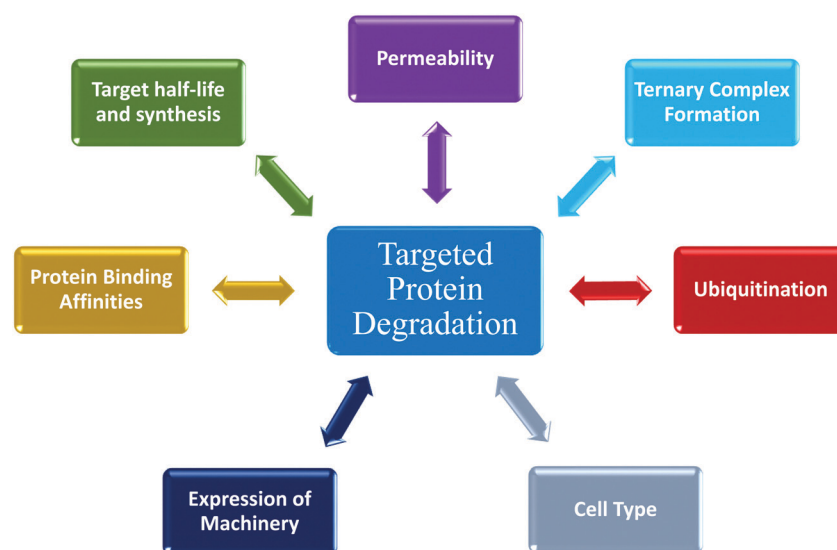 Permeability
Target half-life
and synthesis
Ternary Complex
Formation
Targeted
Protein
Degradation
Protein Binding
Affinities
Ubiquitination
Expression of
Machinery
Cell Type